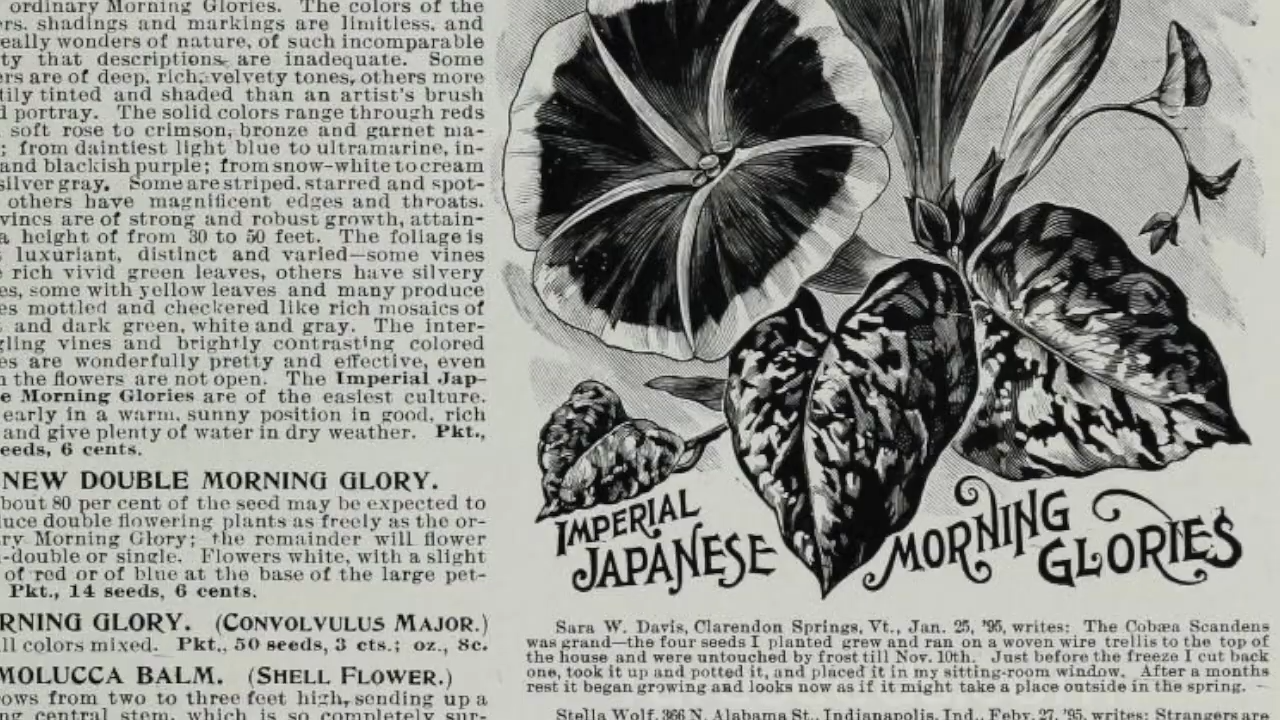 ordinary Morning Glories. The colors of the
rs. shadings and markings are limitless, and
eally wonders of nature, of such incomparable
ty that descriptions are inadequate. Some
rs are of deep, rich, velvety tones, others more
tily tinted and shaded than an artist's brush
d portray. The solid colors range through reds
soft rose to crimson, bronze and garnet ma-
; from daintiest light blue to ultramarine, in-
and blackish purple; from snow-white to cream
silver gray. Some are striped. starred and spot-
others have magnificent edges and throats.
vines are of strong and robust growth, attain-
a height of from 30 to 50 feet. The foliage is
luxuriant, distinct and varied—some vines
rich vivid green leaves, others have silvery
es, some with yellow leaves and many produce
es mottled and checkered like rich mosaics of
and dark green, white and gray. The inter-
gling vines and brightly contrasting colored
es are wonderfully pretty and effective, even
n the flowers are not open. The Imperial Jap-
e Morning Glories are of the easiest culture.
early in a warm, sunny position in good, rich
and give plenty of water in dry weather. Pkt.,
eeds, 6 cents.
NEW DOUBLE MORNING GLORY.
bout 80 per cent of the seed may be expected to
duce double flowering plants as freely as the or-
ry Morning Glory; the remainder will flower
-double or single. Flowers white, with a slight
of red or of blue at the base of the large pet-
Pkt., 14 seeds, 6 cents.
RNING GLORY. (CONVOLVULUS MAJOR.)
ll colors mixed. Pkt., 50 seeds, 3 cts.; oz., 8c.
MOLUCCA BALM. (SHELL FLOWER.)
rows from two to three feet high, sending up a
ng central stem, which is so completely sur-
IMPERIAL
JAPANESE
MORNING
GLORIES
Sara W. Davis, Clarendon Springs, Vt., Jan. 25, '95, writes: The Cobæa Scandens
was grand—the four seeds I planted grew and ran on a woven wire trellis to the top of
the house and were untouched by frost till Nov. 10th. Just before the freeze I cut back
one, took it up and potted it, and placed it in my sitting-room window. After a months
rest it began growing and looks now as if it might take a place outside in the spring.
Stella Wolf, 366 N. Alabama St., Indianapolis, Ind., Feby. 27, '95, writes: Strangers are